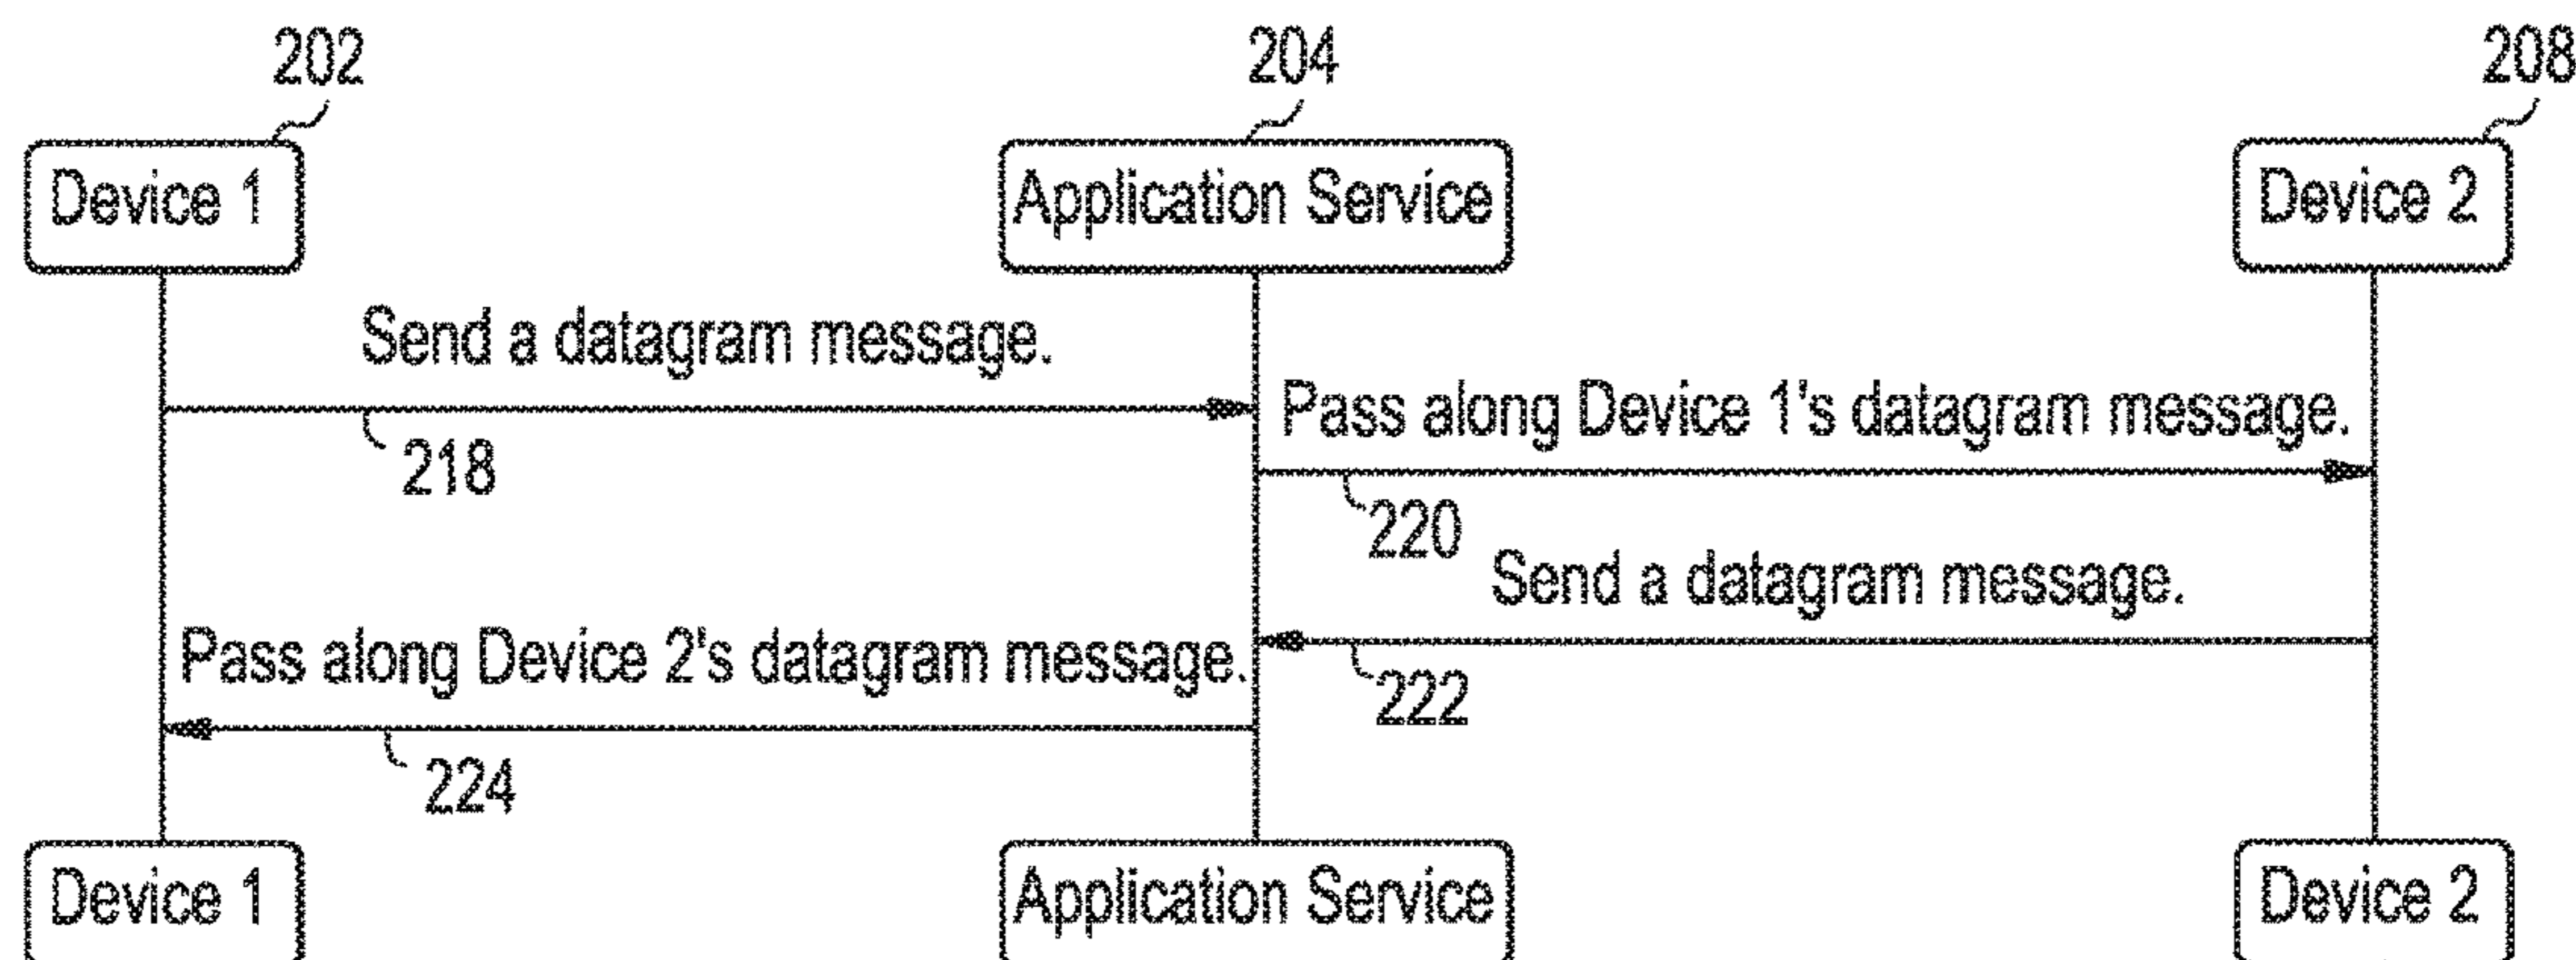 202
204
208
Device 1
Application Service
Device 2
Send a datagram message.
218
Pass along Device 1's datagram message.
220
Send a datagram message.
222
Pass along Device 2's datagram message.
224
Device 1
Application Service
Device 2